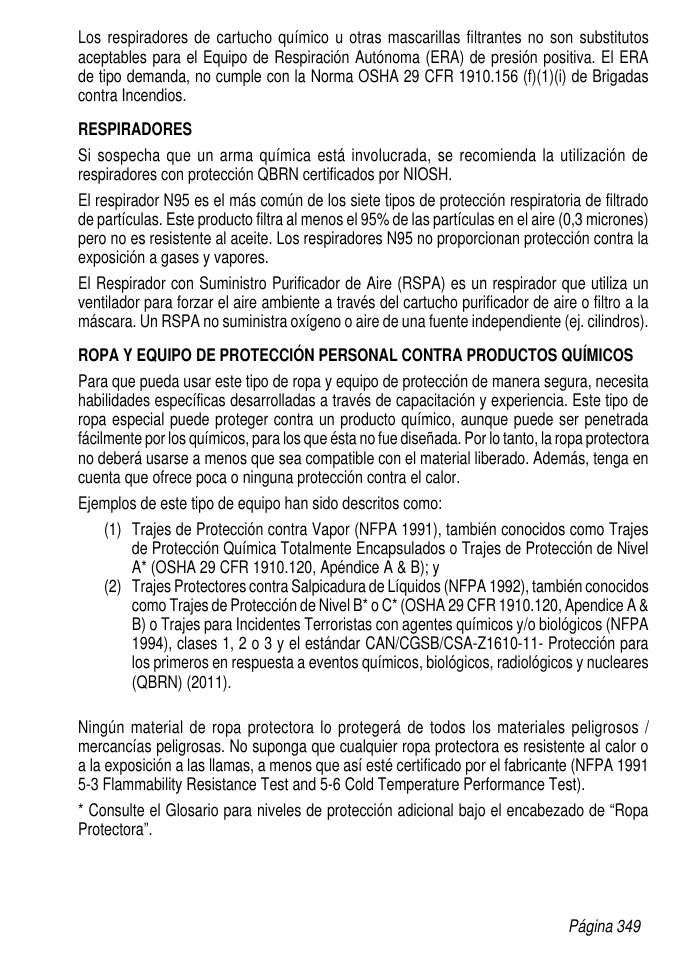 Los respiradores de cartucho químico u otras mascarillas filtrantes no son substitutos
aceptables para el Equipo de Respiración Autónoma (ERA) de presión positiva. El ERA
de tipo demanda, no cumple con la Norma OSHA 29 CFR 1910.156 (f)(1)(i) de Brigadas
contra Incendios.
RESPIRADORES
Si sospecha que un arma química está involucrada, se recomienda la utilización de
respiradores con protección QBRN certificados por NIOSH.
El respirador N95 es el más común de los siete tipos de protección respiratoria de filtrado
de partículas. Este producto filtra al menos el 95% de las partículas en el aire (0,3 micrones)
pero no es resistente al aceite. Los respiradores N95 no proporcionan protección contra la
exposición a gases y vapores.
El Respirador con Suministro Purificador de Aire (RSPA) es un respirador que utiliza un
ventilador para forzar el aire ambiente a través del cartucho purificador de aire o filtro a la
máscara. Un RSPA no suministra oxígeno o aire de una fuente independiente (ej. cilindros).
ROPA Y EQUIPO DE PROTECCIÓN PERSONAL CONTRA PRODUCTOS QUÍMICOS
Para que pueda usar este tipo de ropa y equipo de protección de manera segura, necesita
habilidades específicas desarrolladas a través de capacitación y experiencia. Este tipo de
ropa especial puede proteger contra un producto químico, aunque puede ser penetrada
fácilmente por los químicos, para los que ésta no fue diseñada. Por lo tanto, la ropa protectora
no deberá usarse a menos que sea compatible con el material liberado. Además, tenga en
cuenta que ofrece poca o ninguna protección contra el calor.
Ejemplos de este tipo de equipo han sido descritos como:
(1) Trajes de Protección contra Vapor (NFPA 1991), también conocidos como Trajes
de Protección Química Totalmente Encapsulados o Trajes de Protección de Nivel
A* (OSHA 29 CFR 1910.120, Apéndice A & B); y
(2) Trajes Protectores contra Salpicadura de Líquidos (NFPA 1992), también conocidos
como Trajes de Protección de Nivel B* o C* (OSHA 29 CFR 1910.120, Apendice A &
B) o Trajes para Incidentes Terroristas con agentes químicos y/o biológicos (NFPA
1994), clases 1, 2 o 3 y el estándar CAN/CGSB/CSA-Z1610-11- Protección para
los primeros en respuesta a eventos químicos, biológicos, radiológicos y nucleares
(QBRN) (2011).
Ningún material de ropa protectora lo protegerá de todos los materiales peligrosos /
mercancías peligrosas. No suponga que cualquier ropa protectora es resistente al calor o
a la exposición a las llamas, a menos que así esté certificado por el fabricante (NFPA 1991
5-3 Flammability Resistance Test and 5-6 Cold Temperature Performance Test).
* Consulte el Glosario para niveles de protección adicional bajo el encabezado de “Ropa
Protectora”.
Página 349